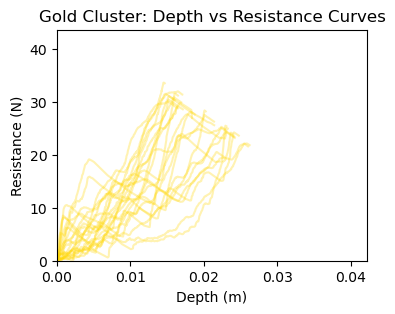 Gold Cluster: Depth vs Resistance Curves
Resistance (N)
40
30
20
10
0
0.00 0.01 0.02 0.03 0.04
Depth (m)